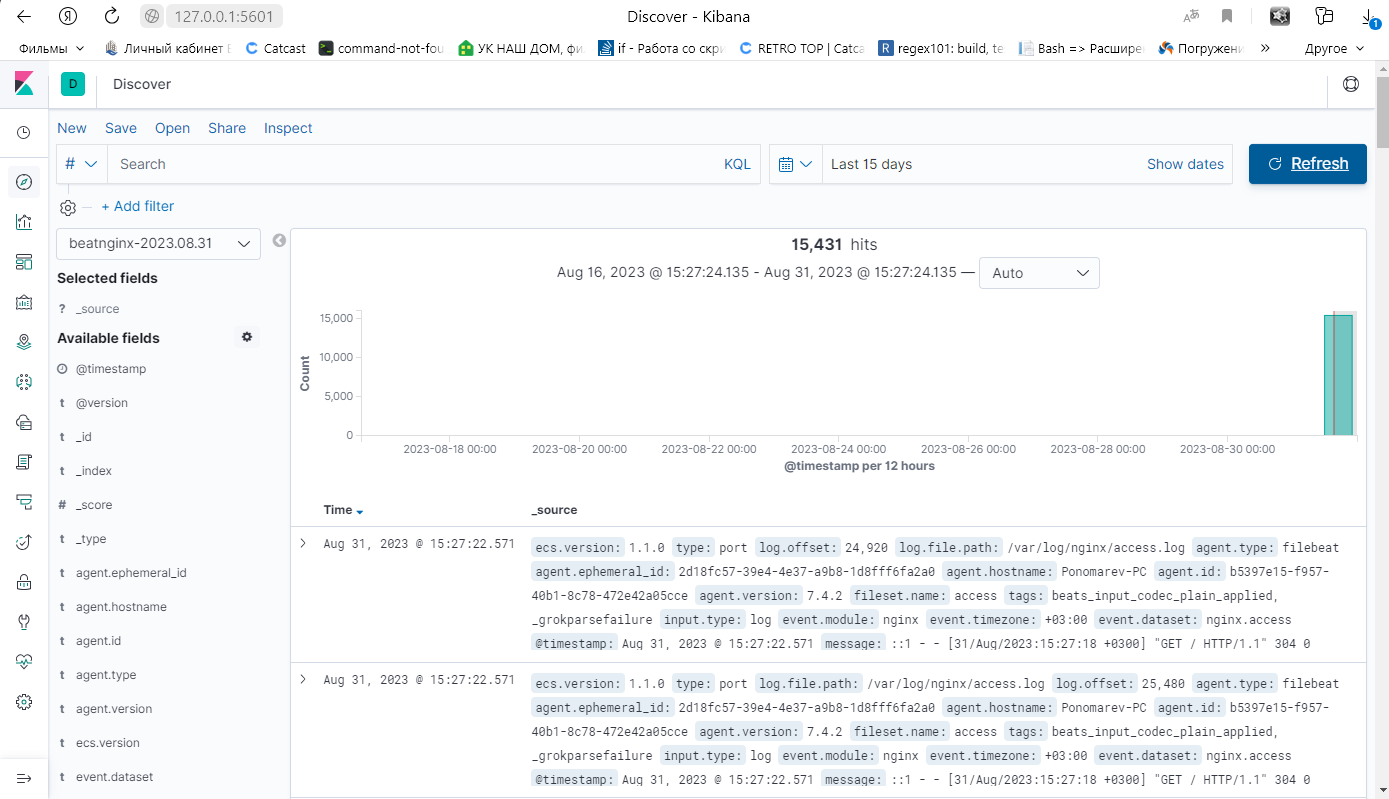 127.0.0.1:5601
Discover - Kibana
1
Фильмы
Личный кабинет
Catcast
command-not-fou
УК НАШ ДОМ, фи
if - Работа со скри
RETRO TOP | Catca
regex101: build, te
Bash => Расширен
Погружени
»
Другое
D
Discover
New
Save
Open
Share
Inspect
#
Search
KQL
Last 15 days
Show dates
Refresh
+ Add filter
beatnginx-2023.08.31
Selected fields
? _source
Available fields
@timestamp
t @version
t _id
t _index
# _score
t _type
t agent.ephemeral_id
t agent.hostname
t agent.id
t agent.type
t agent.version
t ecs.version
t event.dataset
15,431 hits
Aug 16, 2023 @ 15:27:24.135 - Aug 31, 2023 @ 15:27:24.135 — Auto
15,000
10,000
5,000
0
Count
2023-08-18 00:00 2023-08-20 00:00 2023-08-22 00:00 2023-08-24 00:00 2023-08-26 00:00 2023-08-28 00:00 2023-08-30 00:00
@timestamp per 12 hours
Time _source
Aug 31, 2023 @ 15:27:22.571
ecs.version: 1.1.0 type: port log.offset: 24,920 log.file.path: /var/log/nginx/access.log agent.type: filebeat
agent.ephemeral_id: 2d18fc57-39e4-4e37-a9b8-1d8fff6fa2a0 agent.hostname: Ponomarev-PC agent.id: b5397e15-f957-
40b1-8c78-472e42a05cce agent.version: 7.4.2 fileset.name: access tags: beats_input_codec_plain_applied,
_grokparsefailure input.type: log event.module: nginx event.timezone: +03:00 event.dataset: nginx.access
@timestamp: Aug 31, 2023 @ 15:27:22.571 message: ::1 - - [31/Aug/2023:15:27:18 +0300] "GET / HTTP/1.1" 304 0
Aug 31, 2023 @ 15:27:22.571
ecs.version: 1.1.0 type: port log.file.path: /var/log/nginx/access.log log.offset: 25,480 agent.type: filebeat
agent.ephemeral_id: 2d18fc57-39e4-4e37-a9b8-1d8fff6fa2a0 agent.hostname: Ponomarev-PC agent.id: b5397e15-f957-
40b1-8c78-472e42a05cce agent.version: 7.4.2 fileset.name: access tags: beats_input_codec_plain_applied,
_grokparsefailure input.type: log event.module: nginx event.timezone: +03:00 event.dataset: nginx.access
@timestamp: Aug 31, 2023 @ 15:27:22.571 message: ::1 - - [31/Aug/2023:15:27:18 +0300] "GET / HTTP/1.1" 304 0